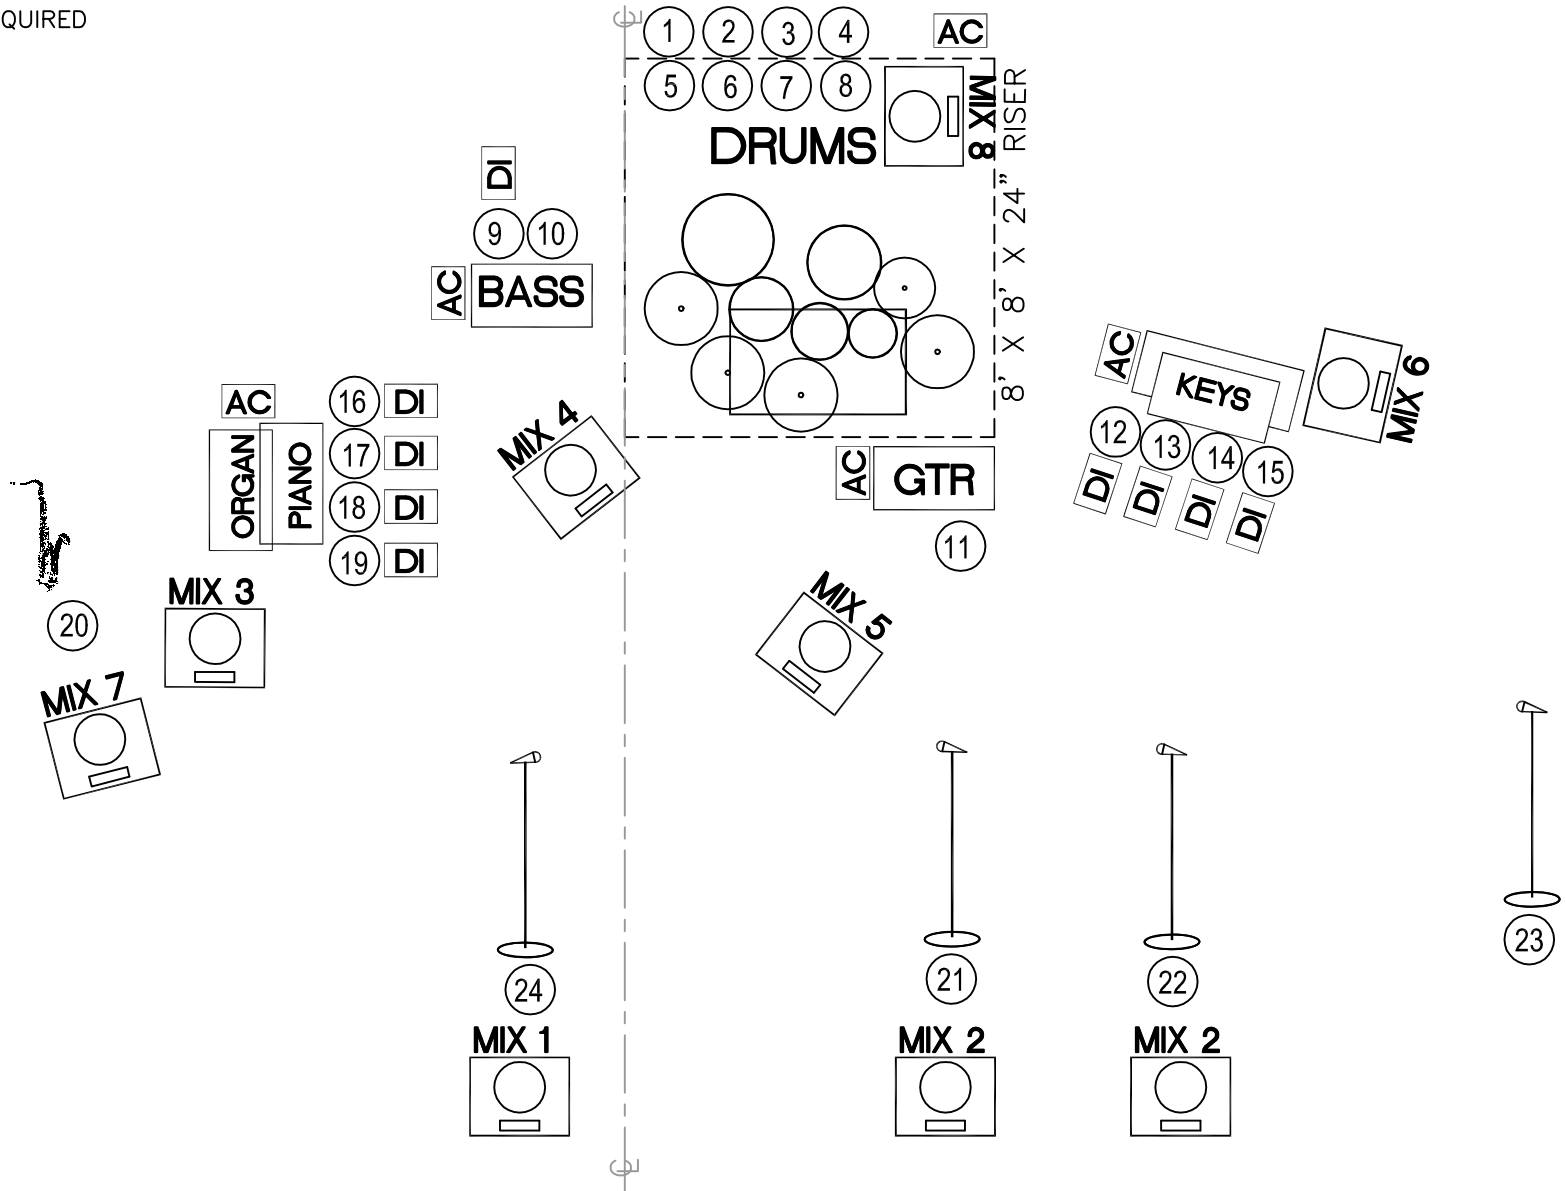 QUIRED
℄
1 2 3 4
AC
5 6 7 8
MIX 8
DRUMS
8' X 8' X 24" RISER
DI
9 10
AC
BASS
AC
KEYS
MIX 6
12 13 14 15
DI DI DI DI
AC
16 DI
17 DI
18 DI
19 DI
ORGAN
PIANO
MIX 4
AC
GTR
11
MIX 3
MIX 5
20
MIX 7
24
21
22
23
MIX 1
MIX 2
MIX 2
℄